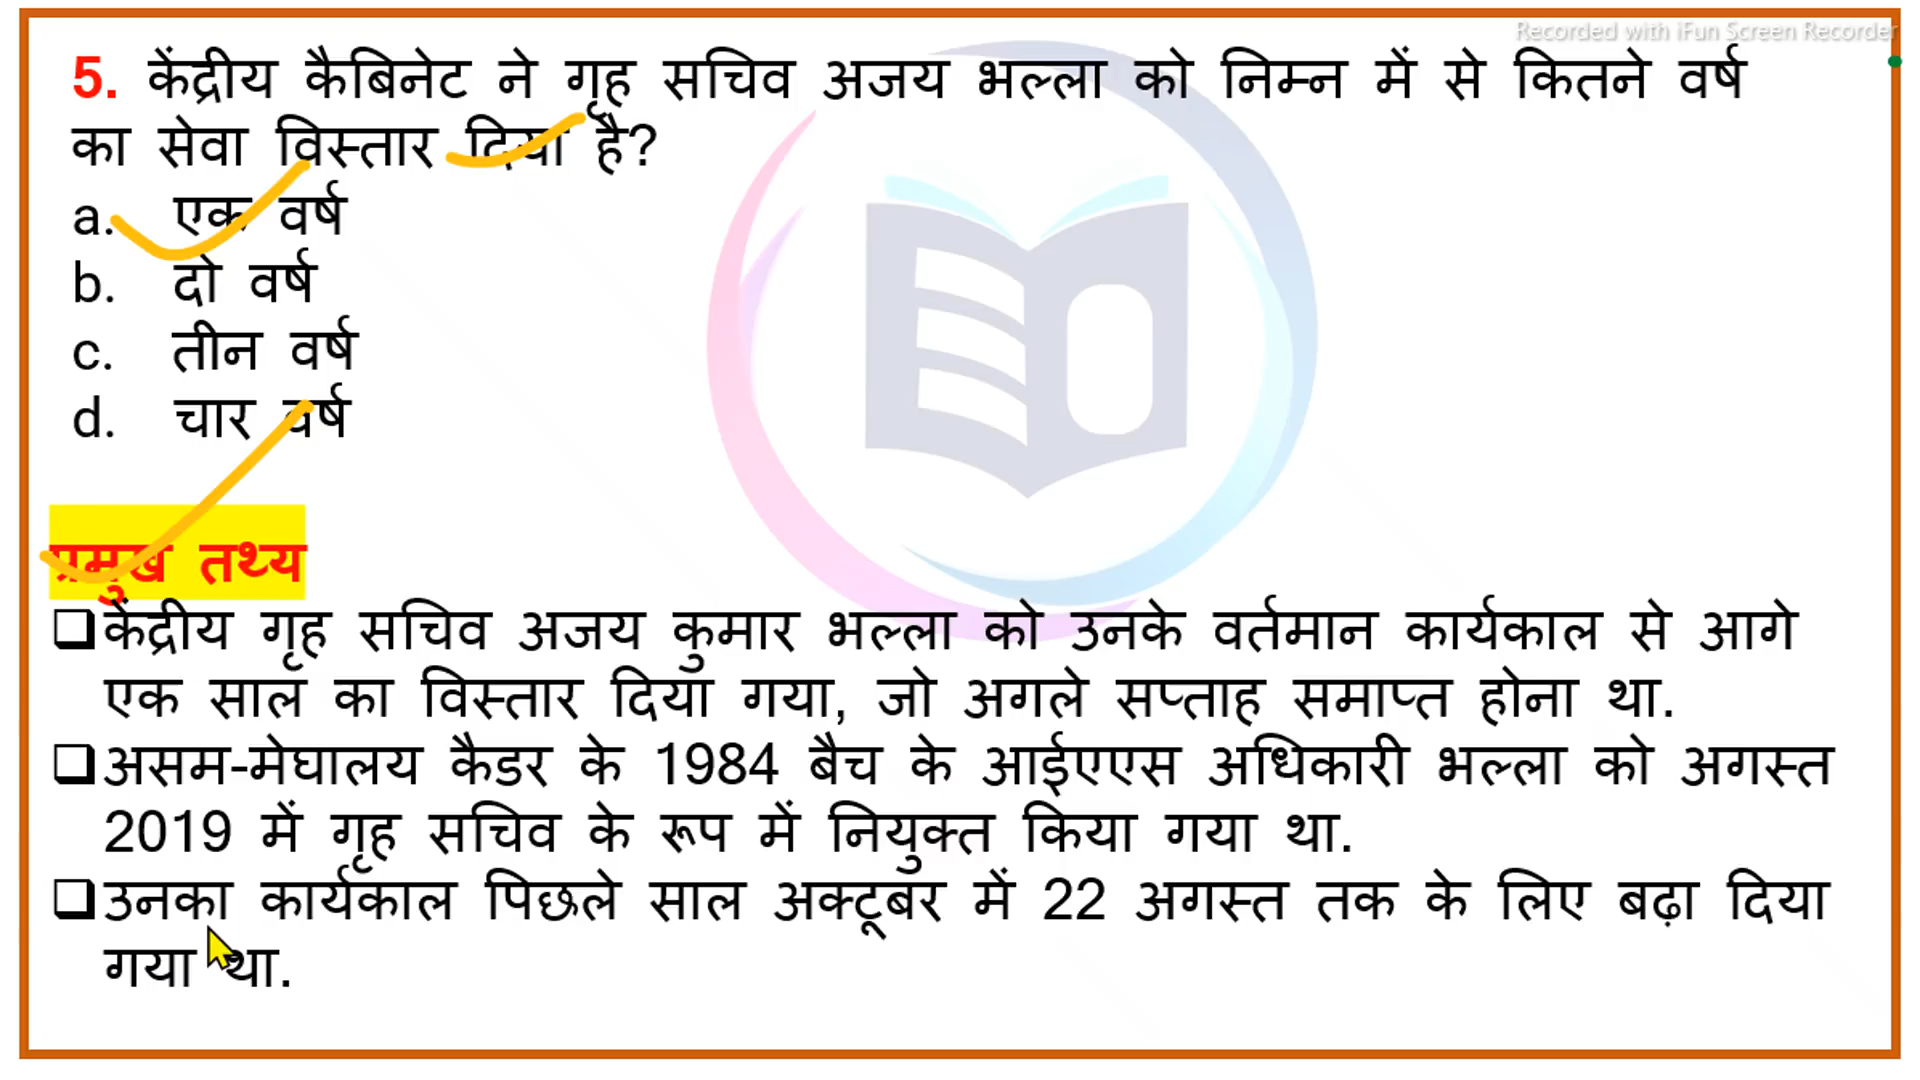 Recorded with iFun Screen Recorder
5. केंद्रीय कैबिनेट ने गृह सचिव अजय भल्ला को निम्न में से कितने वर्ष
का सेवा विस्तार दिया है?
a. एक वर्ष
b. दो वर्ष
c. तीन वर्ष
d. चार वर्ष
प्रमुख तथ्य
❑केंद्रीय गृह सचिव अजय कुमार भल्ला को उनके वर्तमान कार्यकाल से आगे
एक साल का विस्तार दिया गया, जो अगले सप्ताह समाप्त होना था.
❑असम-मेघालय कैडर के 1984 बैच के आईएएस अधिकारी भल्ला को अगस्त
2019 में गृह सचिव के रूप में नियुक्त किया गया था.
❑उनका कार्यकाल पिछले साल अक्टूबर में 22 अगस्त तक के लिए बढ़ा दिया
गया था.